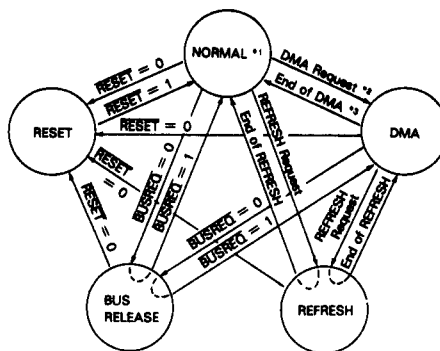 NORMAL *1
RESET = 0
RESET = 1
DMA Request *2
End of DMA *3
RESET
RESET = 0
DMA
REFRESH Request
End of REFRESH
RESET
= 0
BUSREQ = 0
BUSREQ = 1
RESET = 0
BUSREQ = 0
BUSREQ = 1
REFRESH
Request
End of REFRESH
BUS
RELEASE
REFRESH